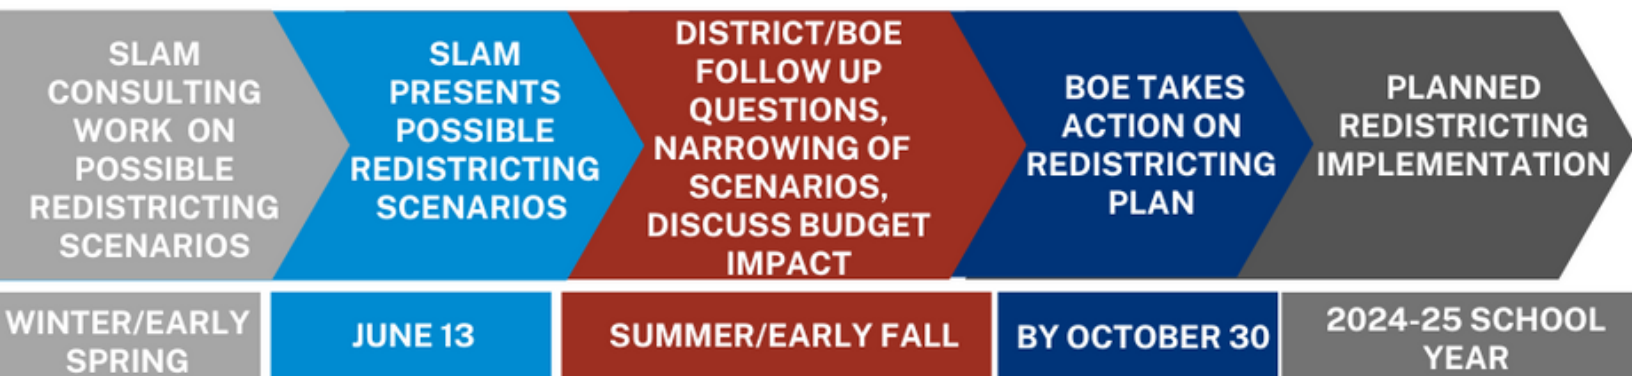 SLAM
CONSULTING
WORK ON
POSSIBLE
REDISTRICTING
SCENARIOS
SLAM
PRESENTS
POSSIBLE
REDISTRICTING
SCENARIOS
DISTRICT/BOE
FOLLOW UP
QUESTIONS,
NARROWING OF
SCENARIOS,
DISCUSS BUDGET
IMPACT
BOE TAKES
ACTION ON
REDISTRICTING
PLAN
PLANNED
REDISTRICTING
IMPLEMENTATION
WINTER/EARLY
SPRING
JUNE 13
SUMMER/EARLY FALL
BY OCTOBER 30
2024-25 SCHOOL
YEAR